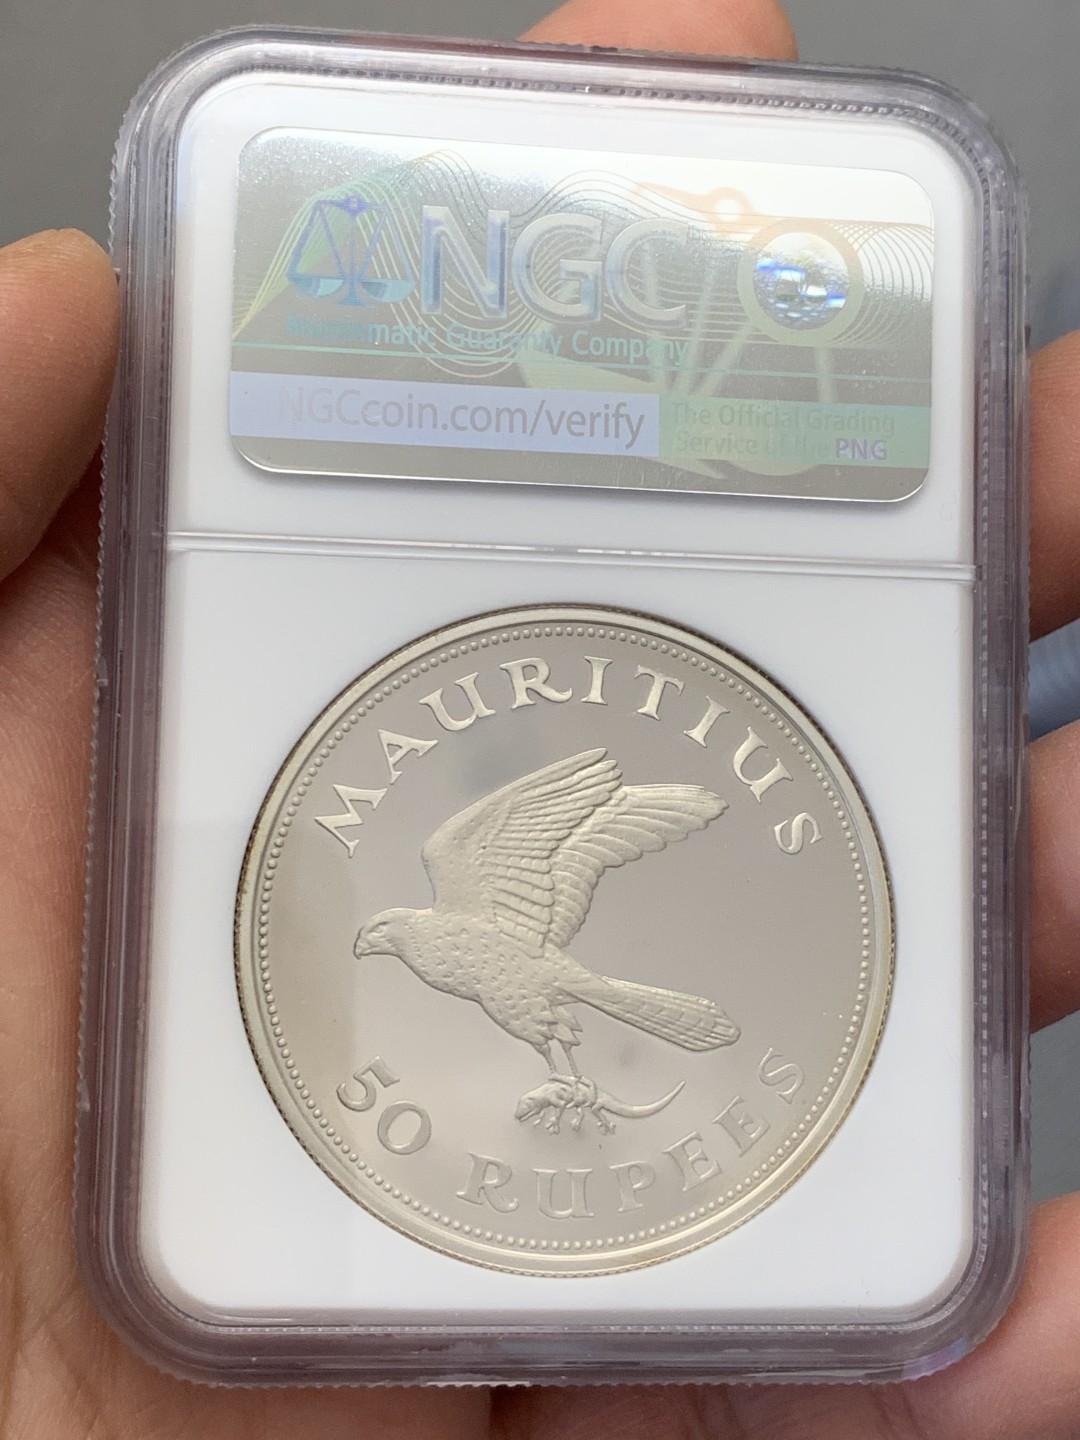 NGC
Numismatic Guaranty Company
NGCcoin.com/verify
The Official Grading
Service of the PNG
MAURITIUS
50 RUPEES